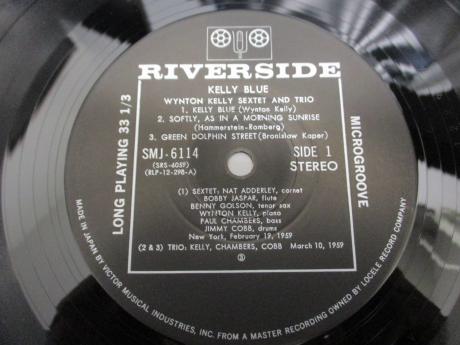 RIVERSIDE
KELLY BLUE
WYNTON KELLY SEXTET AND TRIO
1. KELLY BLUE (Wynton Kelly)
2. SOFTLY, AS IN A MORNING SUNRISE
(Hammerstein-Romberg)
3. GREEN DOLPHIN STREET (Bronislaw Kaper)
SMJ-6114 SIDE 1
(SRS-6059) STEREO
(RLP-12-298-A)
(1) SEXTET: NAT ADDERLEY, cornet
BOBBY JASPAR, flute
BENNY GOLSON, tenor sax
WYNTON KELLY, piano
PAUL CHAMBERS, bass
JIMMY COBB, drums
New York, February 19, 1959
(2 & 3) TRIO: KELLY, CHAMBERS, COBB March 10, 1959
LONG PLAYING 33 1/3
MICROGROOVE
MADE IN JAPAN BY VICTOR MUSICAL INDUSTRIES, INC. FROM A MASTER RECORDING OWNED BY LOCELE RECORD COMPANY.